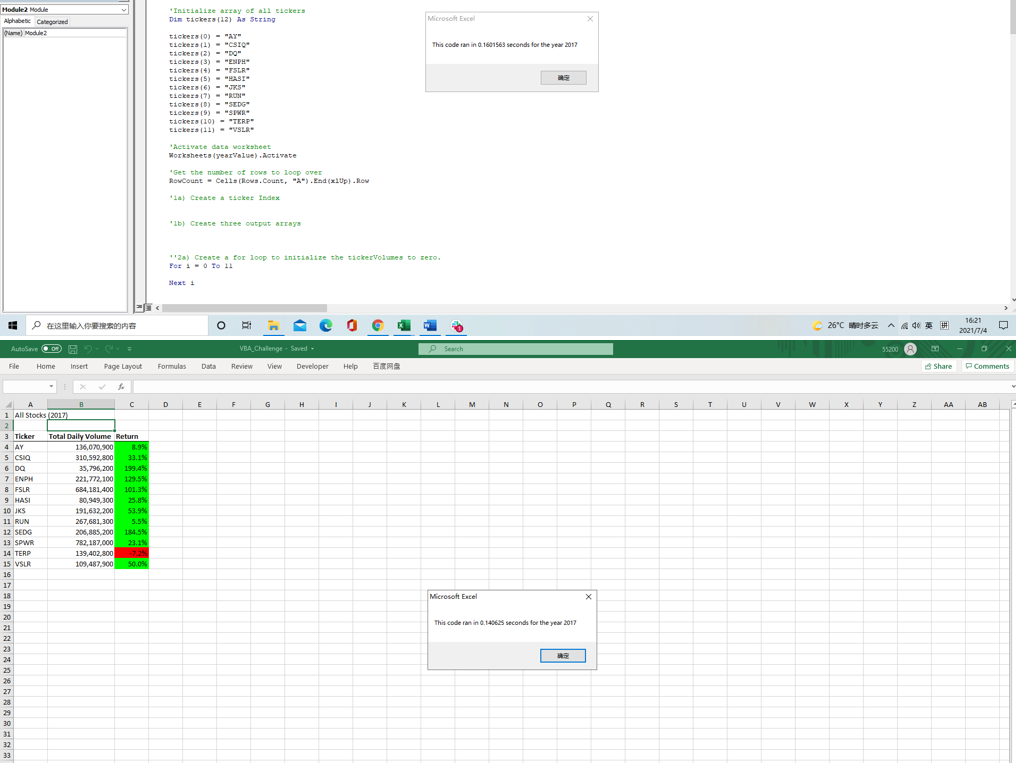 Module2 Module
Alphabetic Categorized
(Name) Module2
'Initialize array of all tickers
Dim tickers(12) As String
tickers(0) = "AY"
tickers(1) = "CSIQ"
tickers(2) = "DQ"
tickers(3) = "ENPH"
tickers(4) = "FSLR"
tickers(5) = "HASI"
tickers(6) = "JKS"
tickers(7) = "RUN"
tickers(8) = "SEDG"
tickers(9) = "SPWR"
tickers(10) = "TERP"
tickers(11) = "VSLR"
'Activate data worksheet
Worksheets(yearValue).Activate
'Get the number of rows to loop over
RowCount = Cells(Rows.Count, "A").End(xlUp).Row
'1a) Create a ticker Index
'1b) Create three output arrays
''2a) Create a for loop to initialize the tickerVolumes to zero.
For i = 0 To 11
Next i
Microsoft Excel
This code ran in 0.1601563 seconds for the year 2017
确定
在这里输入你要搜索的内容
26°C 晴时多云 英 拼 16:21
2021/7/4
AutoSave Off VBA_Challenge - Saved Search 55200
File Home Insert Page Layout Formulas Data Review View Developer Help 百度网盘 Share Comments
fx
A B C D E F G H I J K L M N O P Q R S T U V W X Y Z AA AB
1 All Stocks (2017)
2
3 Ticker Total Daily Volume Return
4 AY 136,070,900 8.9%
5 CSIQ 310,592,800 33.1%
6 DQ 35,796,200 199.4%
7 ENPH 221,772,100 129.5%
8 FSLR 684,181,400 101.3%
9 HASI 80,949,300 25.8%
10 JKS 191,632,200 53.9%
11 RUN 267,681,300 5.5%
12 SEDG 206,885,200 184.5%
13 SPWR 782,187,000 23.1%
14 TERP 139,402,800 -7.2%
15 VSLR 109,487,900 50.0%
16
17
18
19
20
21
22
23
24
25
26
27
28
29
30
31
32
33
Microsoft Excel
This code ran in 0.140625 seconds for the year 2017
确定